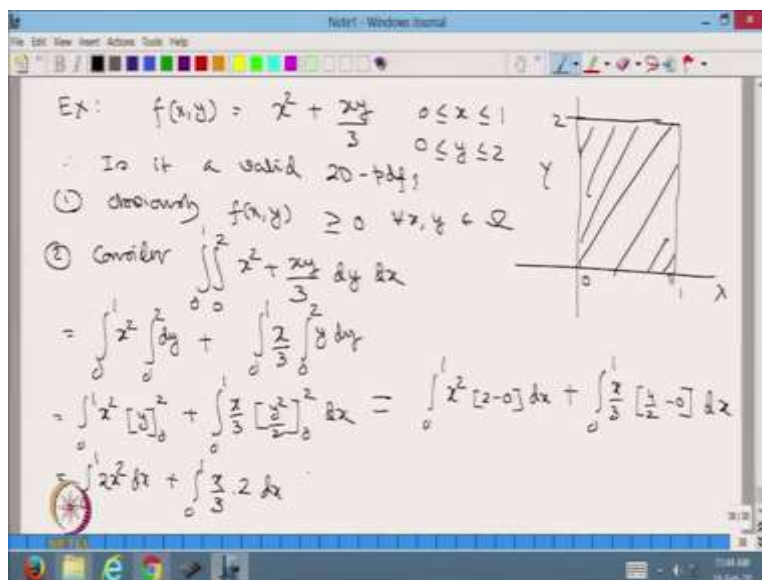 Note1 - Windows Journal
File Edit View Insert Actions Tools Help
Ex: f(x,y) = x² + xy/3 0 ≤ x ≤ 1
0 ≤ y ≤ 2
∴ Is it a valid 2D-pdf?
① obviously f(x,y) ≥ 0 ∀x,y ∈ Ω
② Consider ∫₀¹∫₀² x² + xy/3 dy dx
= ∫₀¹ x² ∫₀² dy + ∫₀¹ x/3 ∫₀² y dy
= ∫₀¹ x² [y]₀² + ∫₀¹ x/3 [y²/2]₀² dx = ∫₀¹ x² [2-0] dx + ∫₀¹ x/3 [4/2 - 0] dx
= ∫₀¹ 2x² dx + ∫₀¹ x/3 . 2 dx
2
Y
0 1 X
NPTEL